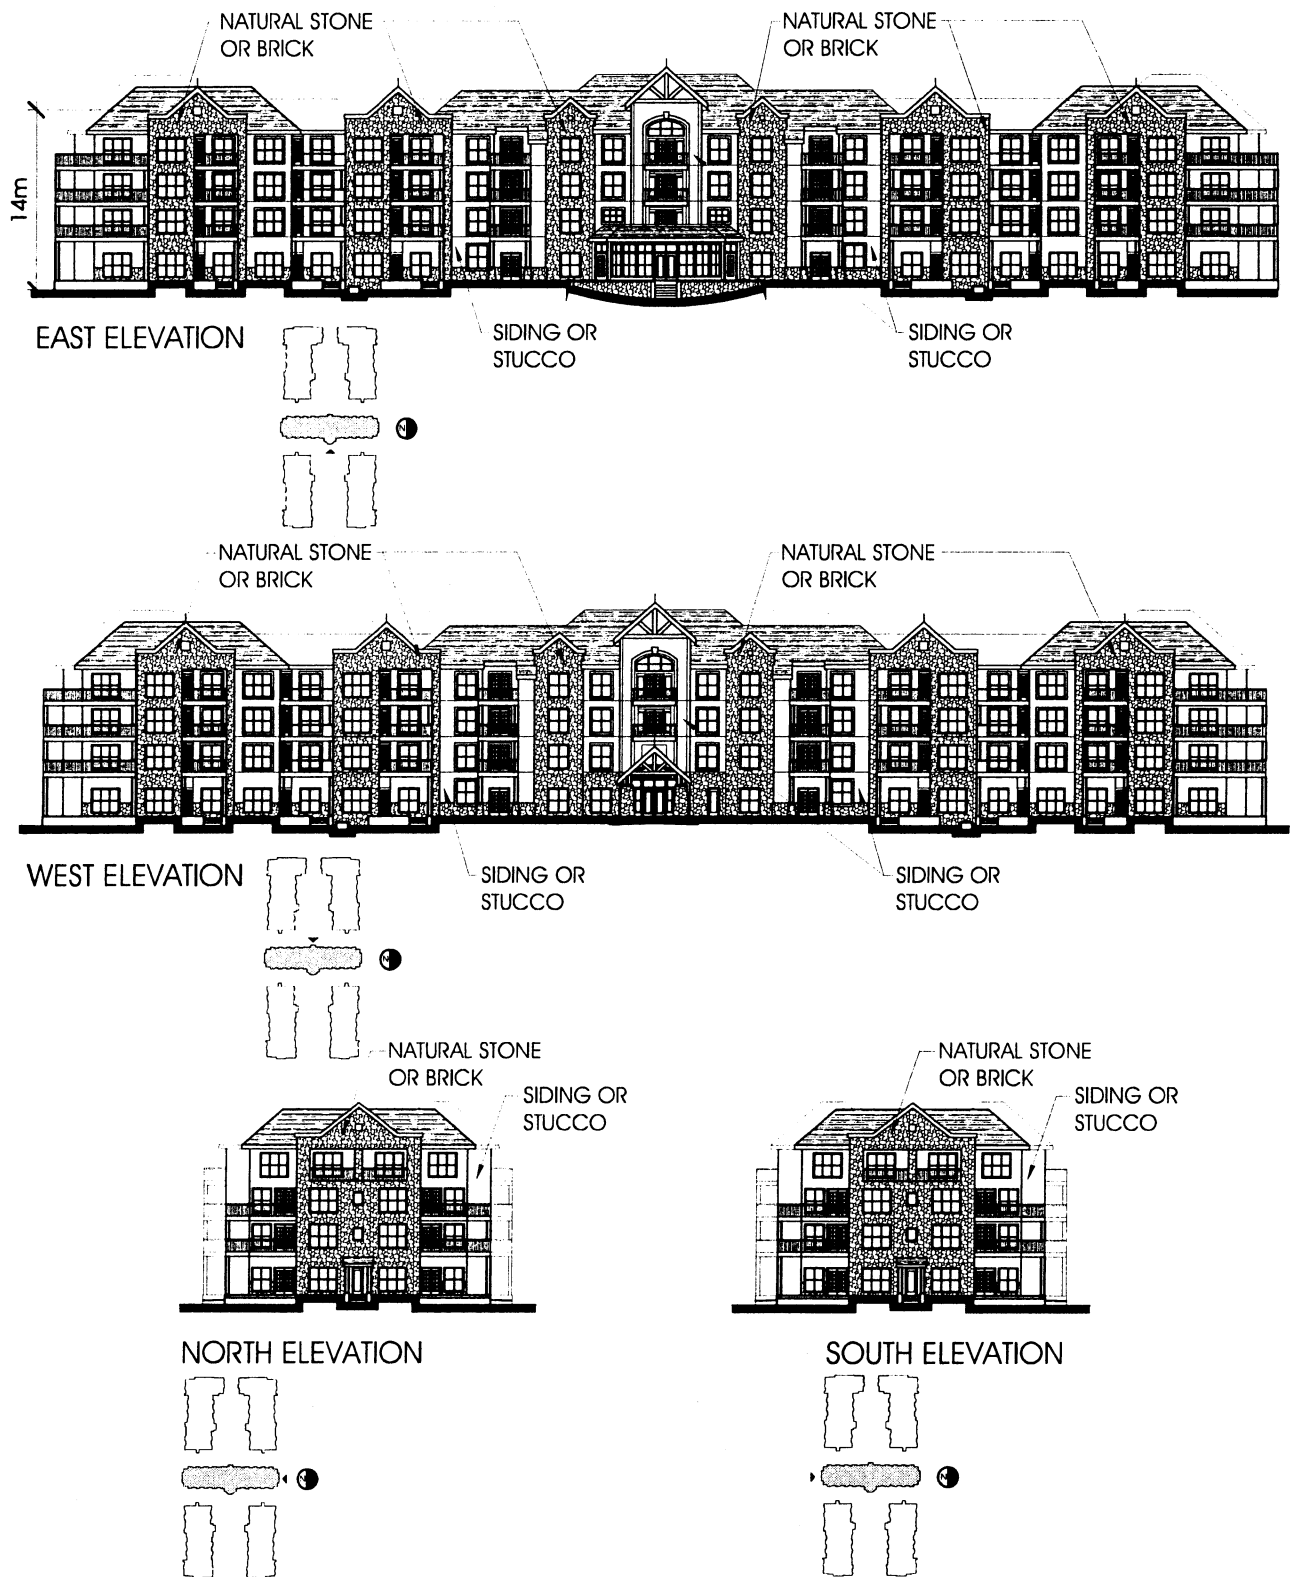 NATURAL STONE
OR BRICK
NATURAL STONE
OR BRICK
14m
EAST ELEVATION
SIDING OR
STUCCO
SIDING OR
STUCCO
N
NATURAL STONE
OR BRICK
NATURAL STONE
OR BRICK
WEST ELEVATION
SIDING OR
STUCCO
SIDING OR
STUCCO
N
NATURAL STONE
OR BRICK
SIDING OR
STUCCO
NATURAL STONE
OR BRICK
SIDING OR
STUCCO
NORTH ELEVATION
SOUTH ELEVATION
N
N